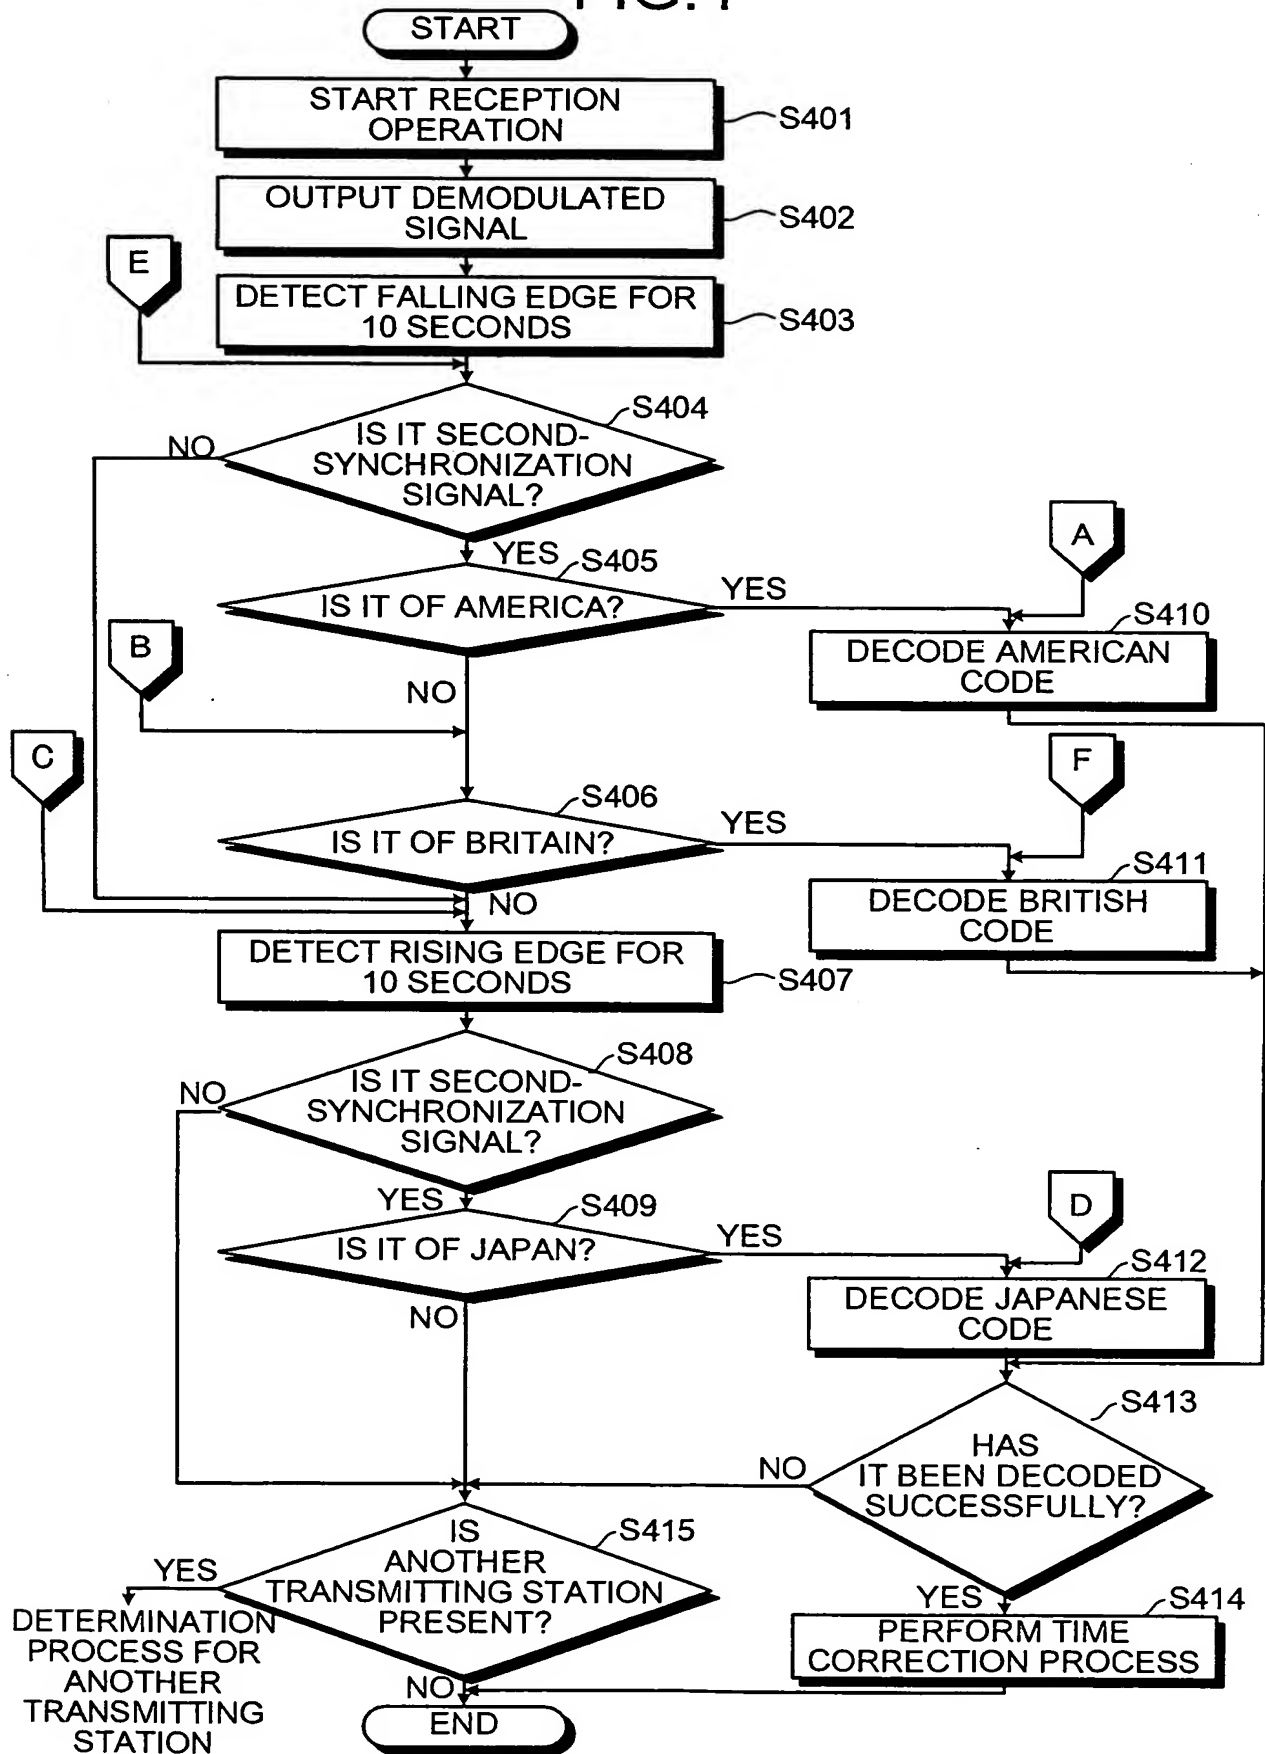 START
START RECEPTION
OPERATION
S401
OUTPUT DEMODULATED
SIGNAL
S402
E
DETECT FALLING EDGE FOR
10 SECONDS
S403
S404
NO
IS IT SECOND-
SYNCHRONIZATION
SIGNAL?
YES
S405
IS IT OF AMERICA?
YES
A
S410
DECODE AMERICAN
CODE
B
NO
C
F
S406
IS IT OF BRITAIN?
YES
S411
DECODE BRITISH
CODE
NO
DETECT RISING EDGE FOR
10 SECONDS
S407
S408
NO
IS IT SECOND-
SYNCHRONIZATION
SIGNAL?
YES
S409
IS IT OF JAPAN?
YES
D
S412
DECODE JAPANESE
CODE
NO
S413
HAS
IT BEEN DECODED
SUCCESSFULLY?
NO
S415
IS
ANOTHER
TRANSMITTING STATION
PRESENT?
YES
DETERMINATION
PROCESS FOR
ANOTHER
TRANSMITTING
STATION
YES
S414
PERFORM TIME
CORRECTION PROCESS
NO
END